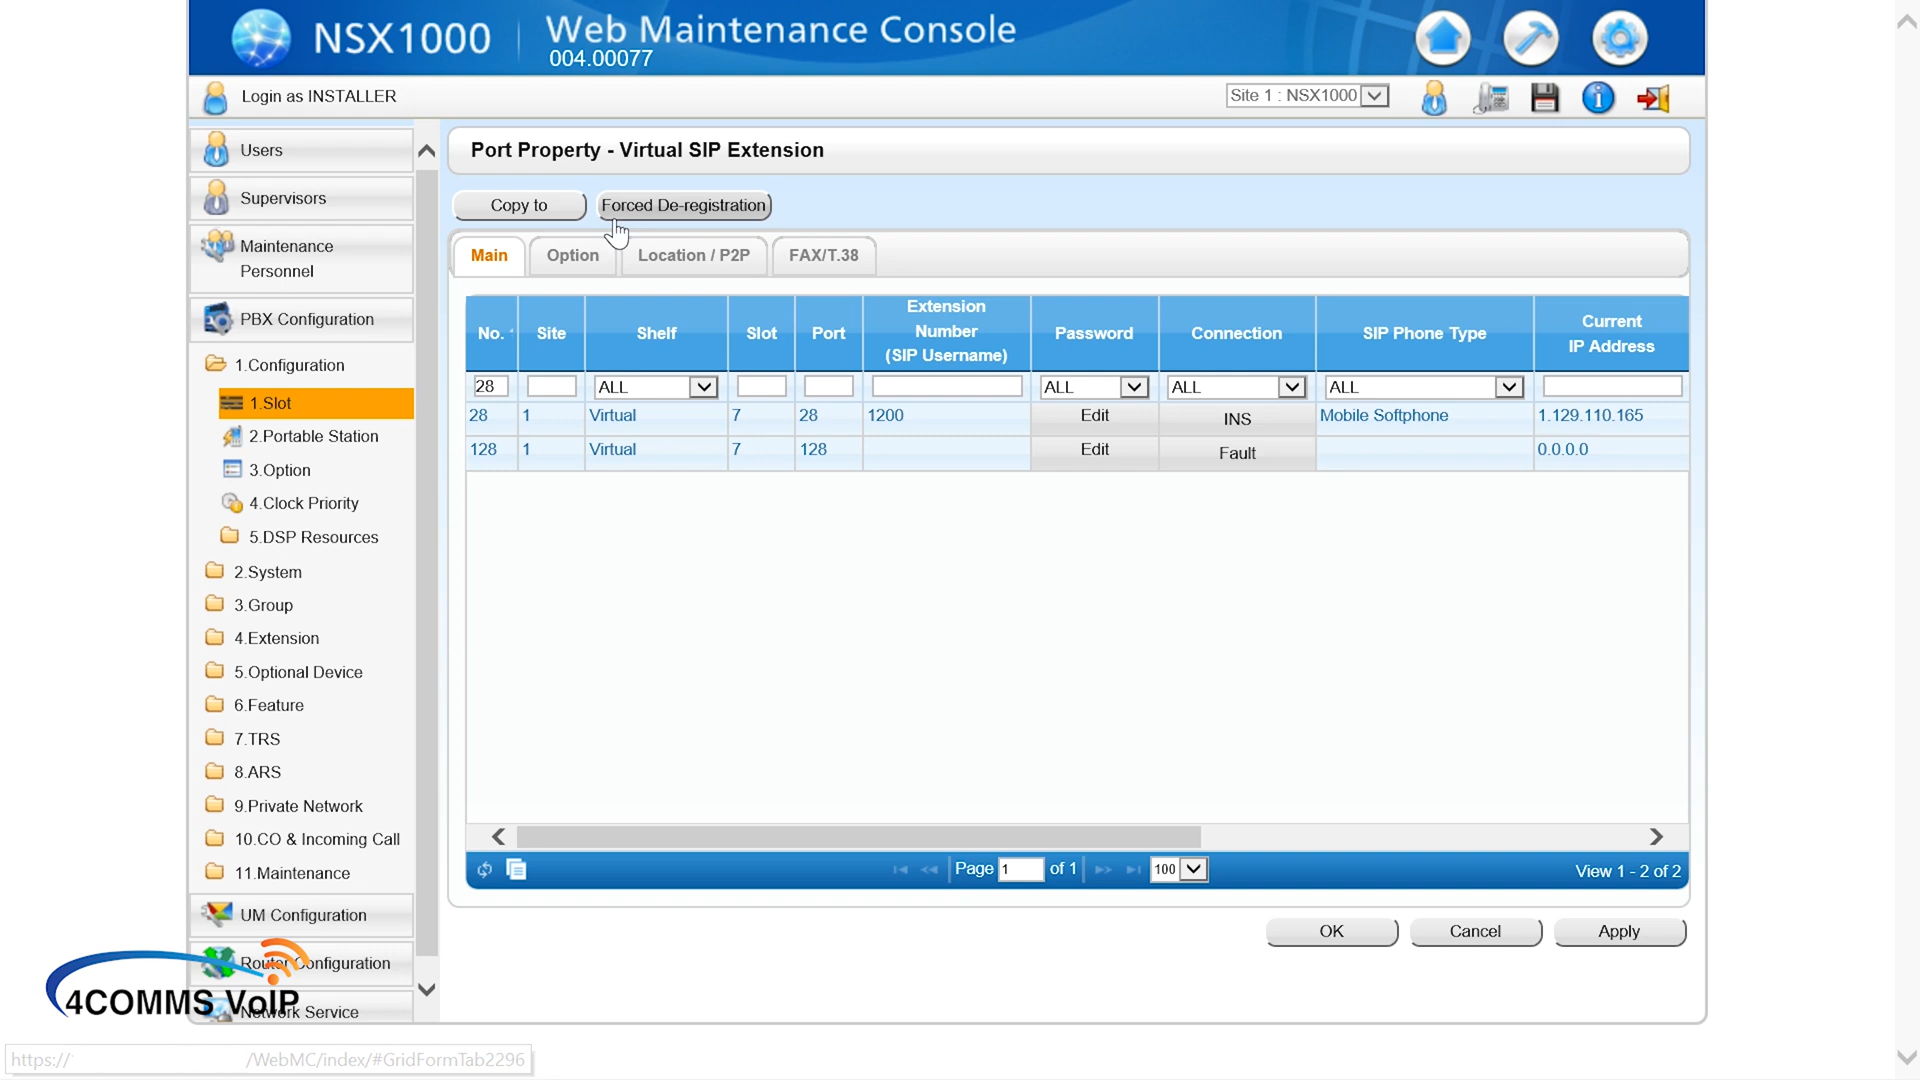 NSX1000
Web Maintenance Console
004.00077
Login as INSTALLER
Site 1 : NSX1000
Users
Supervisors
Maintenance
Personnel
PBX Configuration
1.Configuration
1.Slot
2.Portable Station
3.Option
4.Clock Priority
5.DSP Resources
2.System
3.Group
4.Extension
5.Optional Device
6.Feature
7.TRS
8.ARS
9.Private Network
10.CO & Incoming Call
11.Maintenance
UM Configuration
Router Configuration
Network Service
4COMMS VoIP
Port Property - Virtual SIP Extension
Copy to
Forced De-registration
Main
Option
Location / P2P
FAX/T.38
No. Site Shelf Slot Port Extension Number (SIP Username) Password Connection SIP Phone Type Current IP Address
28 ALL ALL ALL ALL
28 1 Virtual 7 28 1200 Edit INS Mobile Softphone 1.129.110.165
128 1 Virtual 7 128 Edit Fault 0.0.0.0
Page 1 of 1 100 View 1 - 2 of 2
OK Cancel Apply
https:// /WebMC/index/#GridFormTab2296